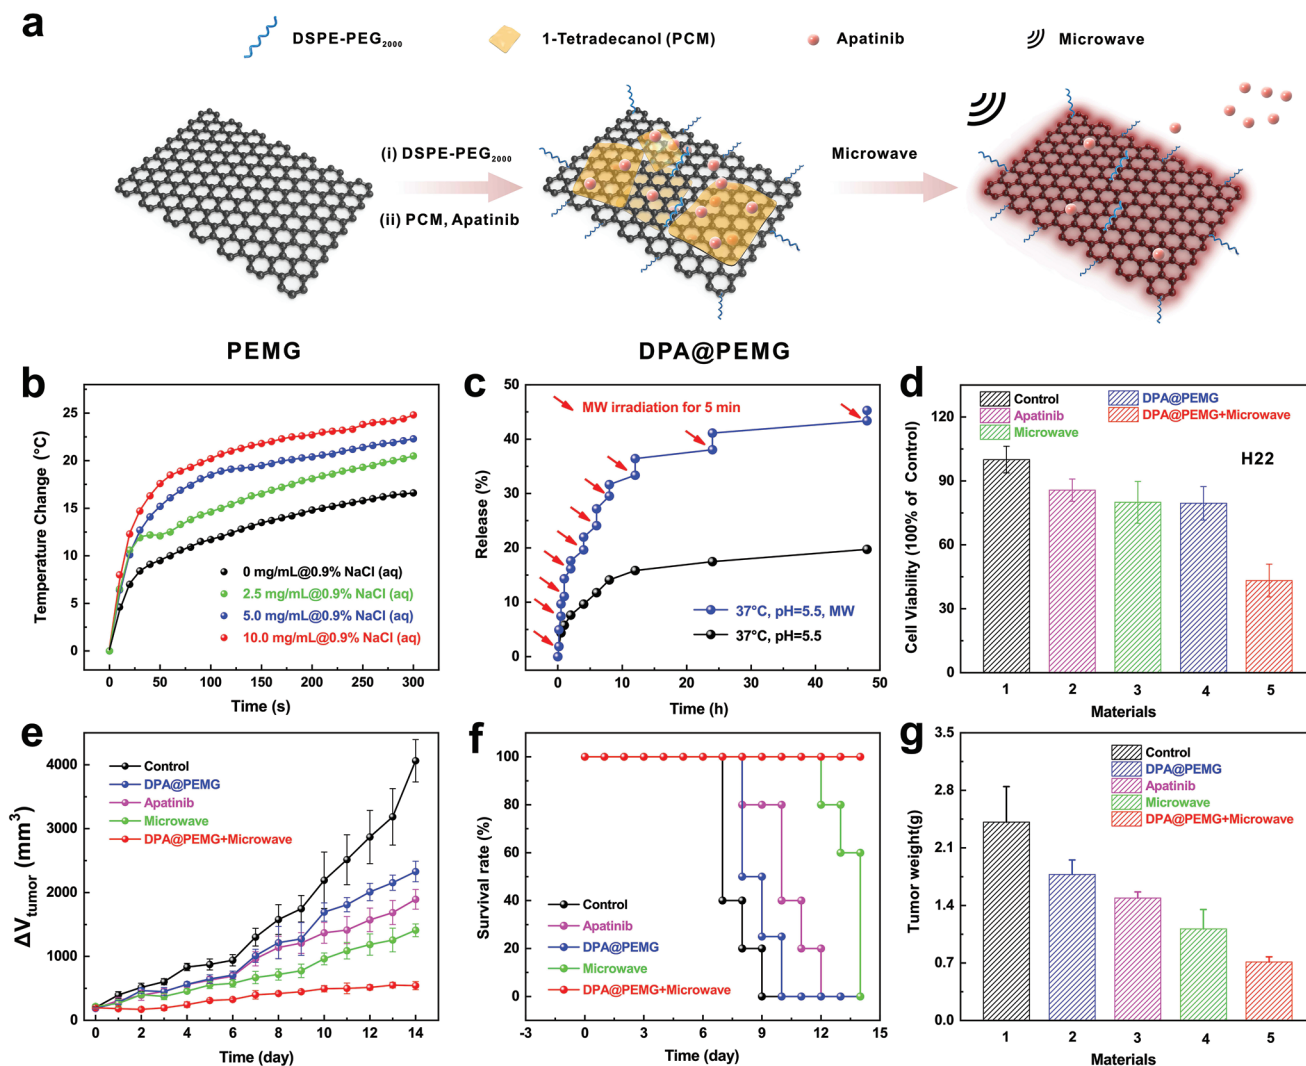 a
DSPE-PEG2000
1-Tetradecanol (PCM)
Apatinib
Microwave
(i) DSPE-PEG2000
(ii) PCM, Apatinib
Microwave
PEMG
DPA@PEMG
b
Temperature Change (°C)
25
20
15
10
5
0
0 mg/mL@0.9% NaCl (aq)
2.5 mg/mL@0.9% NaCl (aq)
5.0 mg/mL@0.9% NaCl (aq)
10.0 mg/mL@0.9% NaCl (aq)
0 50 100 150 200 250 300
Time (s)
c
Release (%)
50
45
40
35
30
25
20
15
10
5
0
MW irradiation for 5 min
37°C, pH=5.5, MW
37°C, pH=5.5
0 12 24 36 48
Time (h)
d
Cell Viability (100% of Control)
120
90
60
30
0
Control
Apatinib
Microwave
DPA@PEMG
DPA@PEMG+Microwave
H22
1 2 3 4 5
Materials
e
ΔVtumor (mm3)
4000
3000
2000
1000
0
Control
DPA@PEMG
Apatinib
Microwave
DPA@PEMG+Microwave
0 2 4 6 8 10 12 14
Time (day)
f
Survival rate (%)
100
80
60
40
20
0
Control
Apatinib
DPA@PEMG
Microwave
DPA@PEMG+Microwave
-3 0 3 6 9 12 15
Time (day)
g
Tumor weight(g)
3.5
2.8
2.1
1.4
0.7
0.0
Control
DPA@PEMG
Apatinib
Microwave
DPA@PEMG+Microwave
1 2 3 4 5
Materials